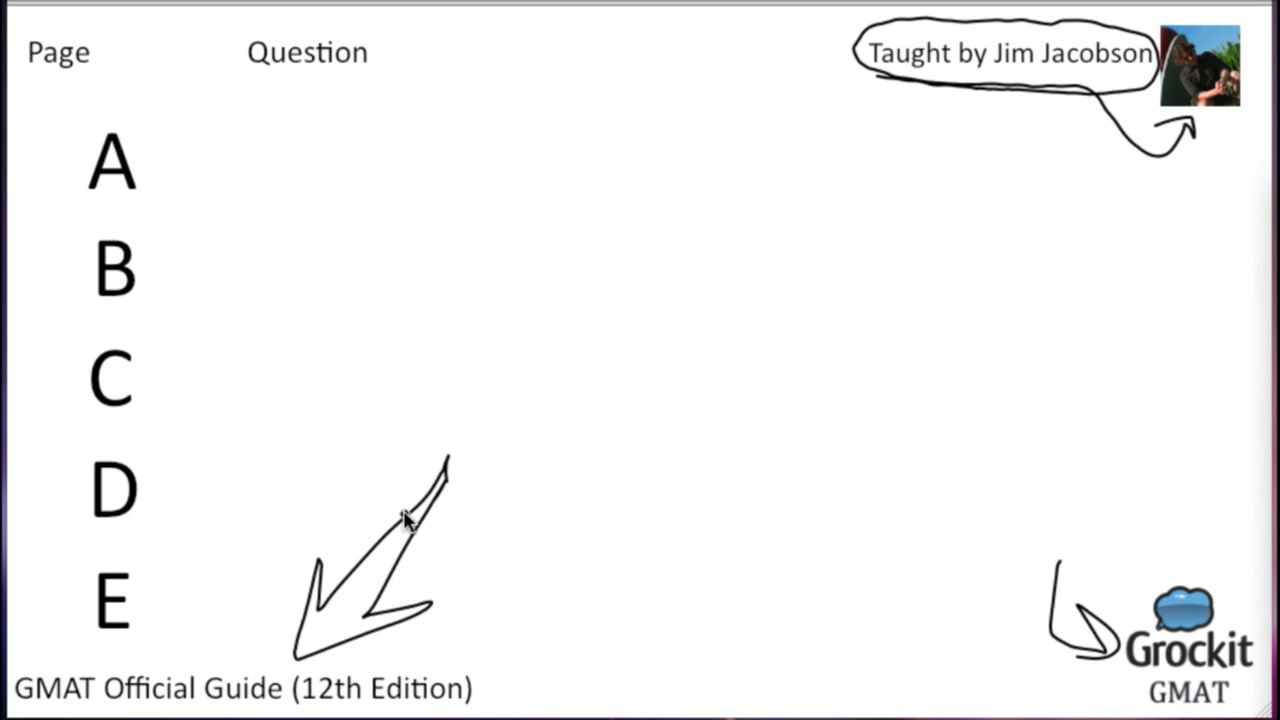 Page Question Taught by Jim Jacobson
A
B
C
D
E
GMAT Official Guide (12th Edition)
Grockit
GMAT